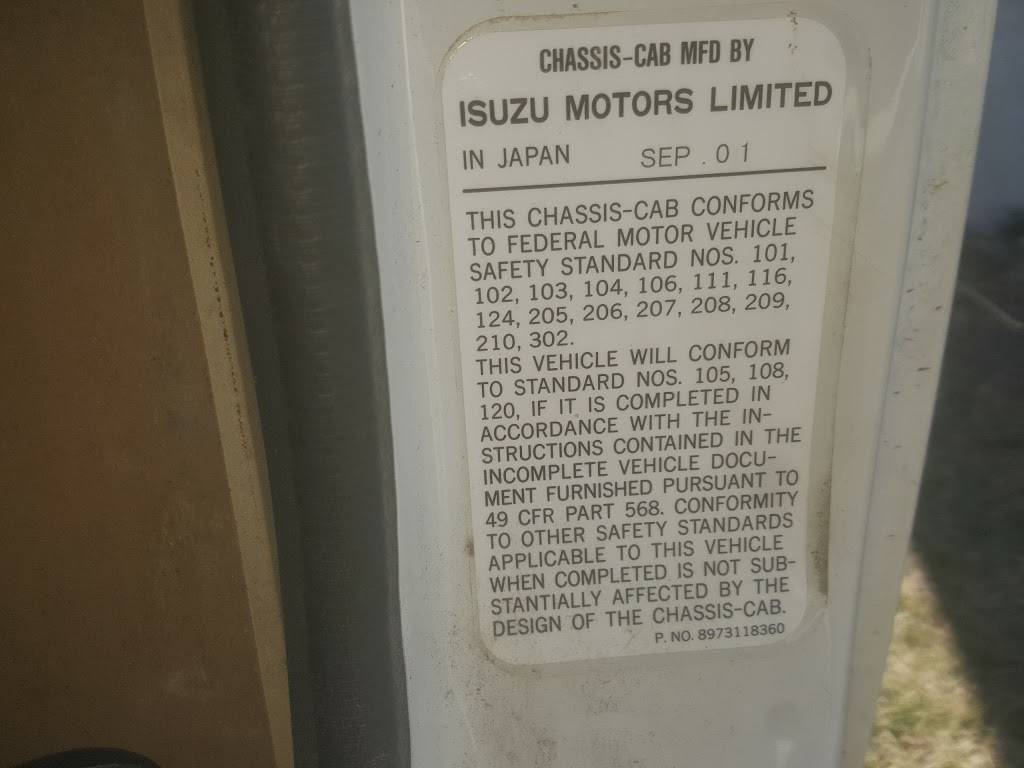 CHASSIS-CAB MFD BY
ISUZU MOTORS LIMITED
IN JAPAN SEP . 01
THIS CHASSIS-CAB CONFORMS
TO FEDERAL MOTOR VEHICLE
SAFETY STANDARD NOS. 101,
102, 103, 104, 106, 111, 116,
124, 205, 206, 207, 208, 209,
210, 302.
THIS VEHICLE WILL CONFORM
TO STANDARD NOS. 105, 108,
120, IF IT IS COMPLETED IN
ACCORDANCE WITH THE IN-
STRUCTIONS CONTAINED IN THE
INCOMPLETE VEHICLE DOCU-
MENT FURNISHED PURSUANT TO
49 CFR PART 568. CONFORMITY
TO OTHER SAFETY STANDARDS
APPLICABLE TO THIS VEHICLE
WHEN COMPLETED IS NOT SUB-
STANTIALLY AFFECTED BY THE
DESIGN OF THE CHASSIS-CAB.
P. NO. 8973118360